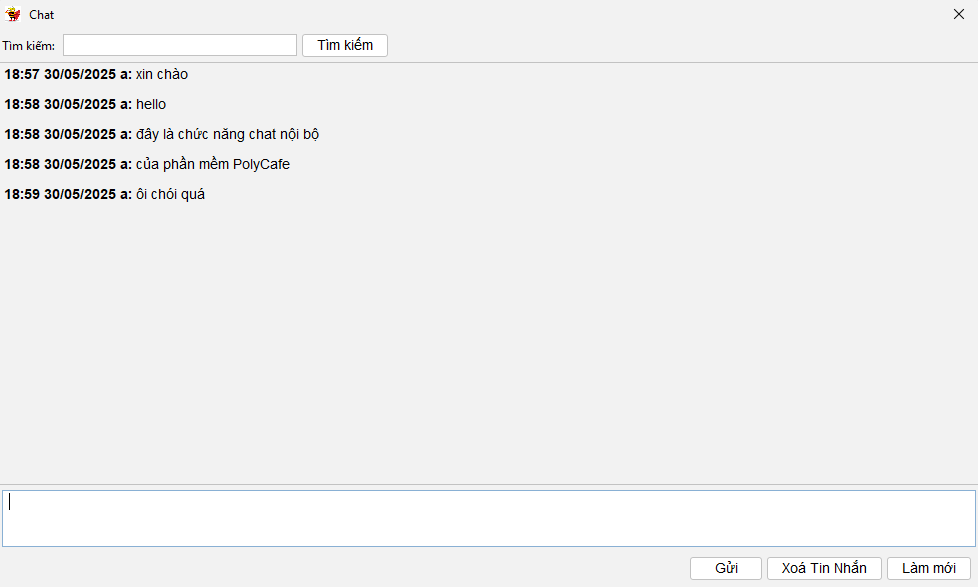 Chat
Tìm kiếm: Tìm kiếm
18:57 30/05/2025 a: xin chào
18:58 30/05/2025 a: hello
18:58 30/05/2025 a: đây là chức năng chat nội bộ
18:58 30/05/2025 a: của phần mềm PolyCafe
18:59 30/05/2025 a: ôi chói quá
Gửi Xoá Tin Nhắn Làm mới